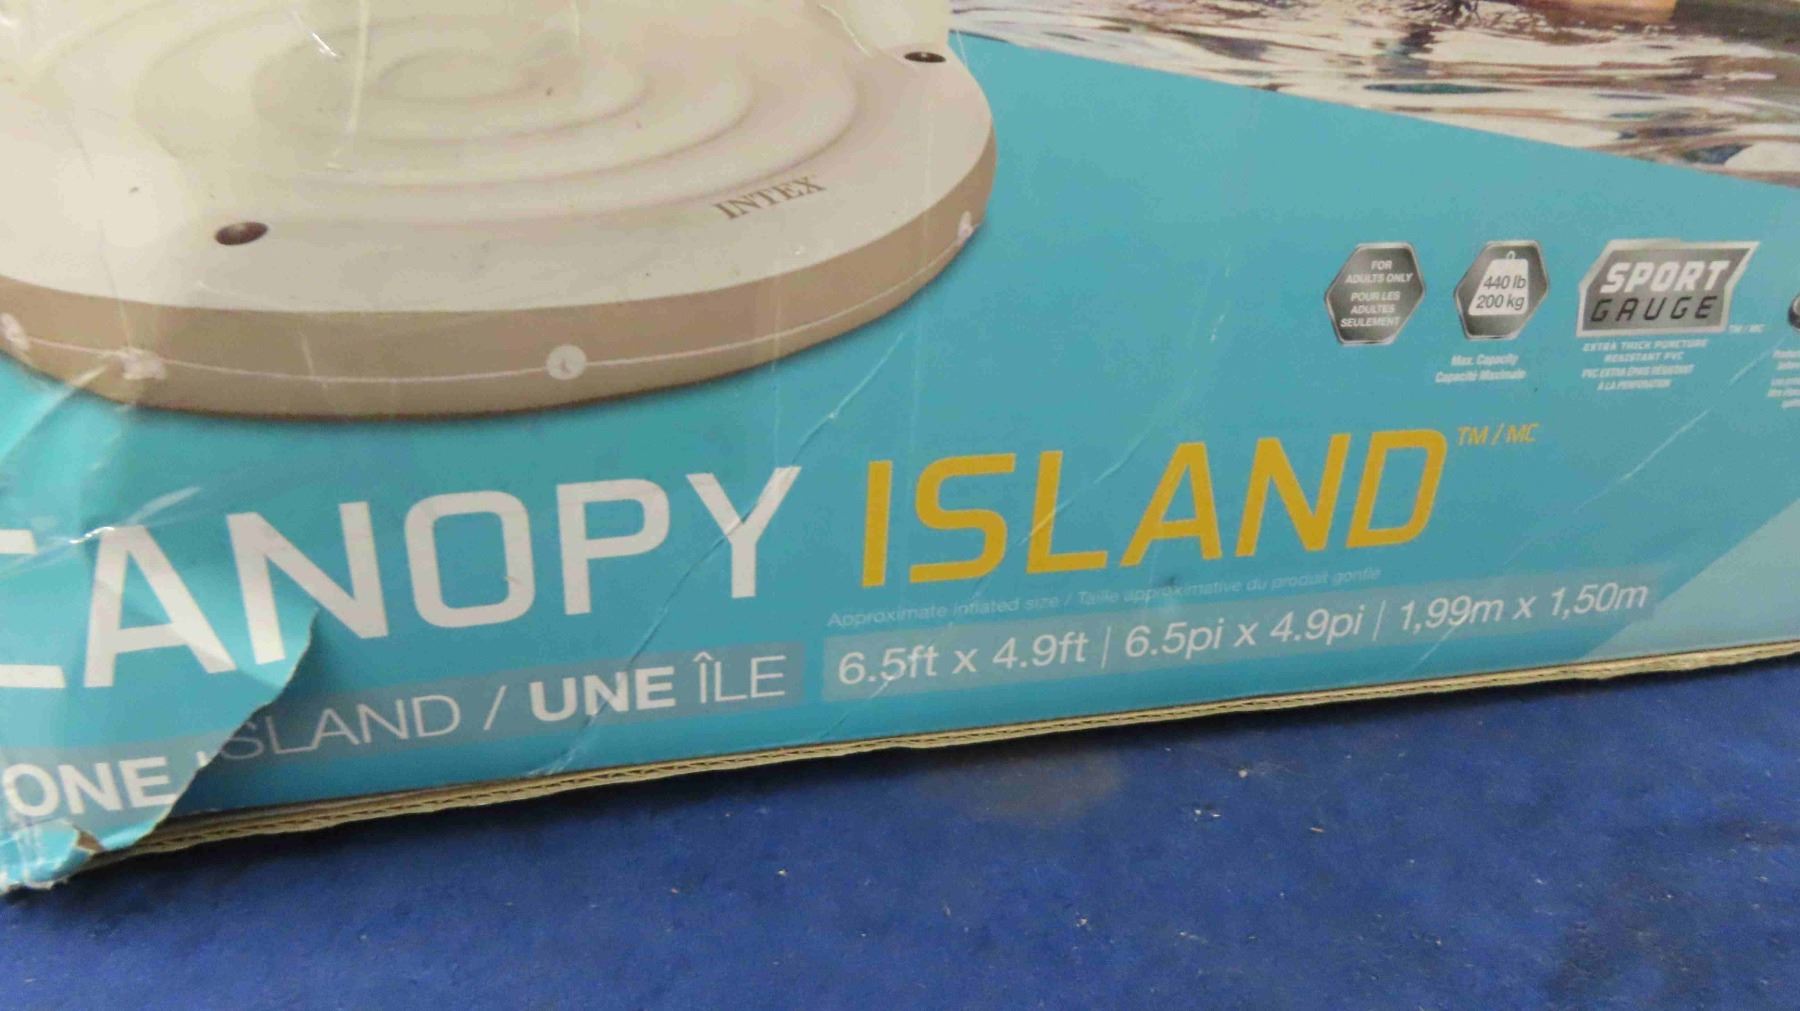 INTEX
FOR
ADULTS ONLY
POUR LES
ADULTES
SEULEMENT
440 lb
200 kg
Max. Capacity
Capacité Maximale
SPORT
GAUGE
TM / MC
EXTRA THICK PUNCTURE
RESISTANT PVC
PVC EXTRA ÉPAIS RÉSISTANT
À LA PERFORATION
CANOPY ISLAND TM / MC
Approximate inflated size / Taille approximative du produit gonflé
6.5ft x 4.9ft | 6.5pi x 4.9pi | 1,99m x 1,50m
ONE ISLAND / UNE ÎLE